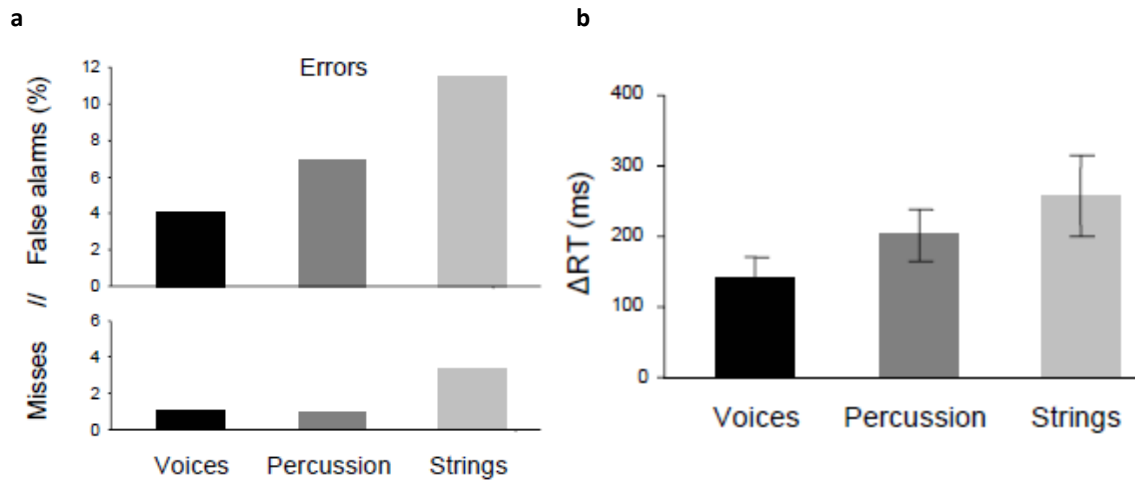 a
Errors
False alarms (%)
12
10
8
6
4
2
0
Misses //
6
4
2
0
Voices Percussion Strings
b
ΔRT (ms)
400
300
200
100
0
Voices Percussion Strings